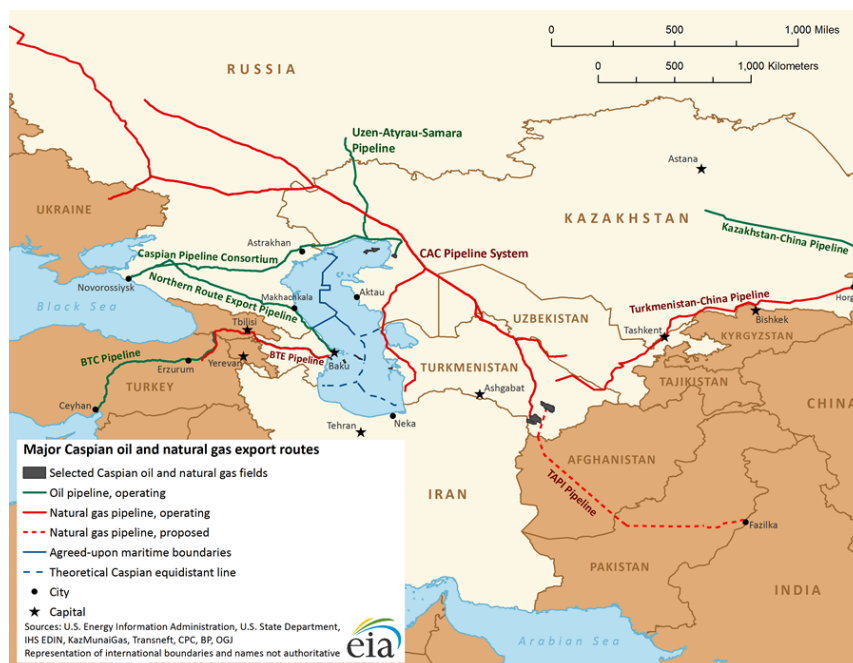 0 500 1,000 Miles
0 500 1,000 Kilometers
RUSSIA
Uzen-Atyrau-Samara
Pipeline
Astana
UKRAINE
KAZAKHSTAN
Kazakhstan-China Pipeline
Astrakhan
Caspian Pipeline Consortium
CAC Pipeline System
Novorossiysk
Northern Route Export Pipeline
Makhachkala
Aktau
Black Sea
Turkmenistan-China Pipeline
Horg
Bishkek
UZBEKISTAN
Tashkent
KYRGYZSTAN
Tbilisi
BTC Pipeline
BTE Pipeline
Baku
Erzurum
Yerevan
TURKMENISTAN
TAJIKISTAN
TURKEY
Ashgabat
CHINA
Ceyhan
Neka
Tehran
AFGHANISTAN
TAPI Pipeline
IRAN
Fazilka
PAKISTAN
INDIA
Arabian Sea
Major Caspian oil and natural gas export routes
Selected Caspian oil and natural gas fields
Oil pipeline, operating
Natural gas pipeline, operating
Natural gas pipeline, proposed
Agreed-upon maritime boundaries
Theoretical Caspian equidistant line
City
Capital
Sources: U.S. Energy Information Administration, U.S. State Department,
IHS EDIN, KazMunaiGas, Transneft, CPC, BP, OGJ
Representation of international boundaries and names not authoritative
eia